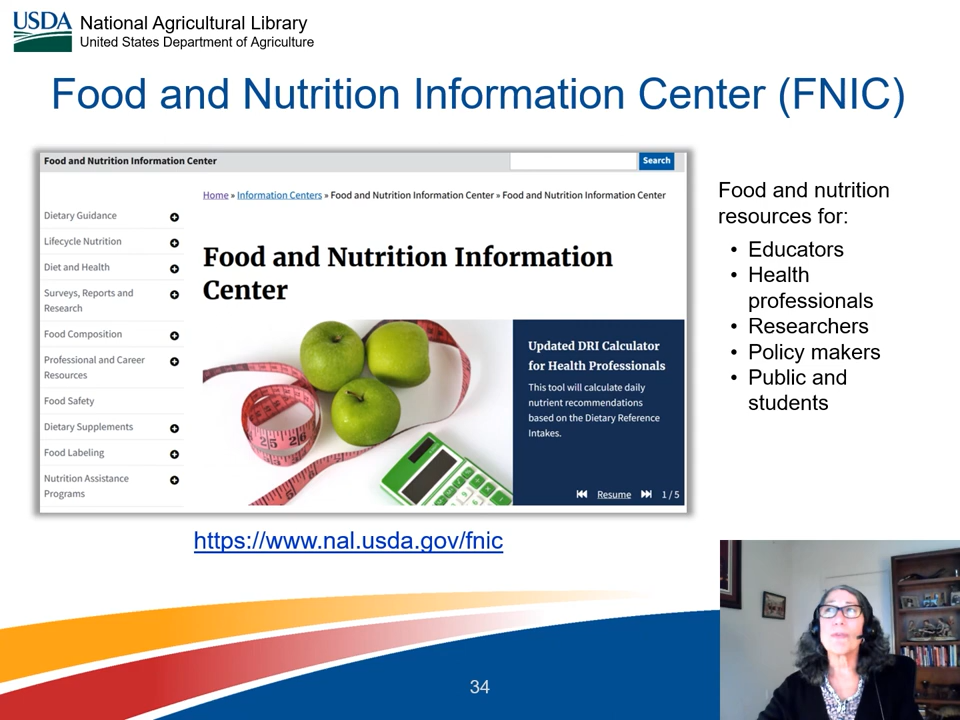 USDA
National Agricultural Library
United States Department of Agriculture
Food and Nutrition Information Center (FNIC)
Food and Nutrition Information Center
Search
Home » Information Centers » Food and Nutrition Information Center » Food and Nutrition Information Center
Dietary Guidance
Lifecycle Nutrition
Diet and Health
Surveys, Reports and
Research
Food Composition
Professional and Career
Resources
Food Safety
Dietary Supplements
Food Labeling
Nutrition Assistance
Programs
Food and Nutrition Information
Center
25 26
Updated DRI Calculator
for Health Professionals
This tool will calculate daily
nutrient recommendations
based on the Dietary Reference
Intakes.
Resume 1 / 5
Food and nutrition
resources for:
• Educators
• Health
professionals
• Researchers
• Policy makers
• Public and
students
https://www.nal.usda.gov/fnic
34